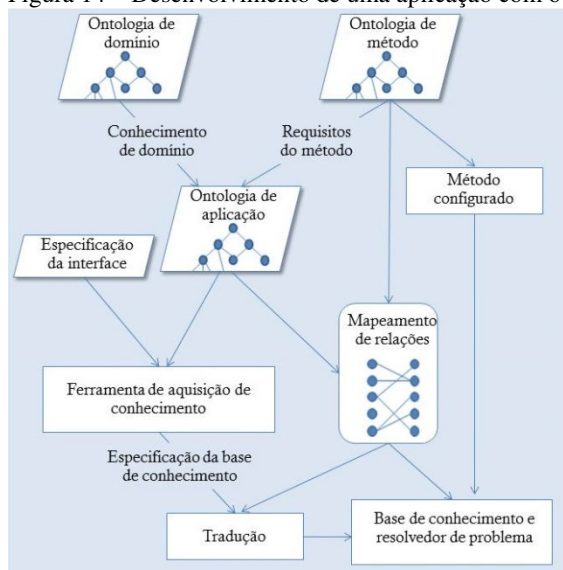 Figura 14 – Desenvolvimento de uma aplicação com o
Ontologia de
domínio
Ontologia de
método
Conhecimento
de domínio
Requisitos
do método
Método
configurado
Ontologia de
aplicação
Especificação
da interface
Mapeamento
de relações
Ferramenta de aquisição de
conhecimento
Especificação da base
de conhecimento
Tradução
Base de conhecimento e
resolvedor de problema